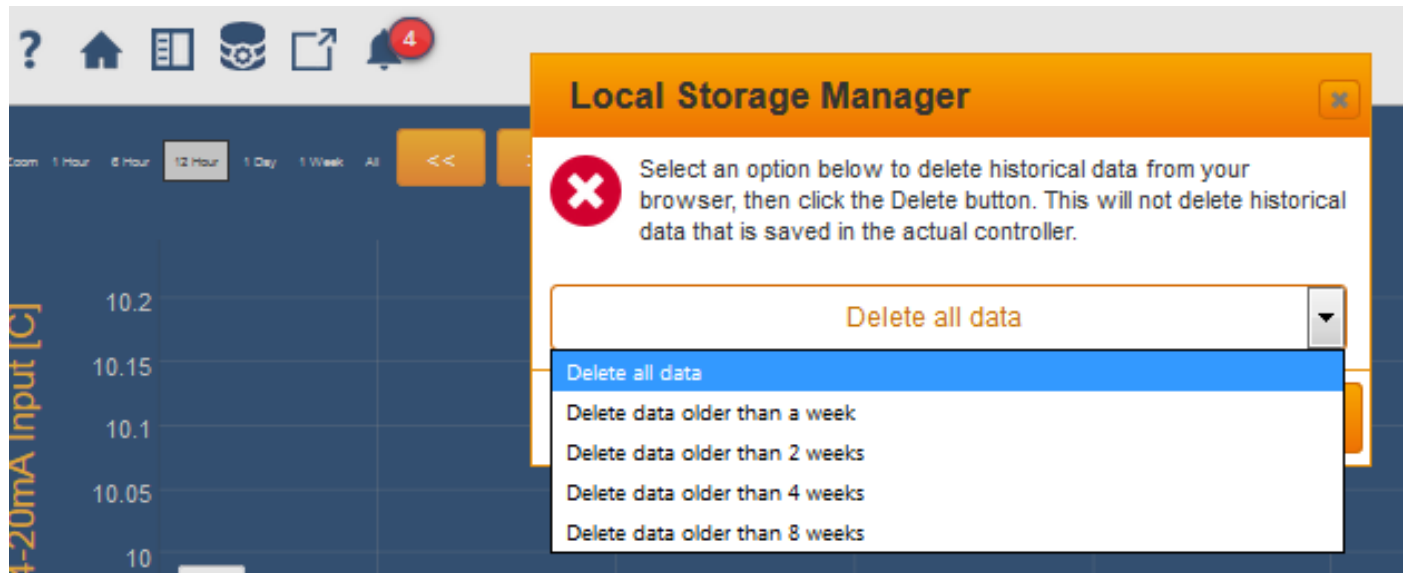 ?
4
Local Storage Manager
Zoom 1 Hour 6 Hour 12 Hour 1 Day 1 Week All <<
Select an option below to delete historical data from your
browser, then click the Delete button. This will not delete historical
data that is saved in the actual controller.
Delete all data
Delete all data
Delete data older than a week
Delete data older than 2 weeks
Delete data older than 4 weeks
Delete data older than 8 weeks
4-20mA Input [C]
10.2
10.15
10.1
10.05
10